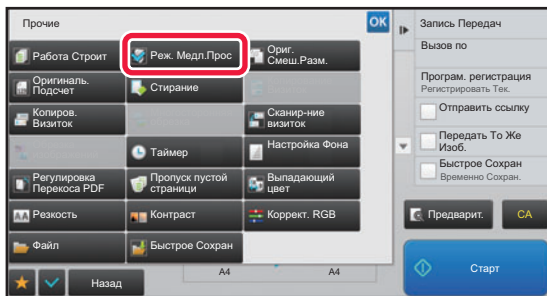 Прочие
OK
Работа Строит
Реж. Медл.Прос
Ориг.
Смеш.Разм.
Оригиналь.
Подсчет
Стирание
Копиров.
Визиток
Сканир-ние
визиток
Таймер
Настройка Фона
Регулировка
Перекоса PDF
Пропуск пустой
страници
Выпадающий
цвет
Резкость
Контраст
Коррект. RGB
Файл
Быстрое Сохран
Назад
A4
A4
Запись Передач
Вызов по
Програм. регистрация
Регистрировать Тек.
Отправить ссылку
Передать То Же
Изоб.
Быстрое Сохран
Временно Сохран.
Предварит.
CA
Старт